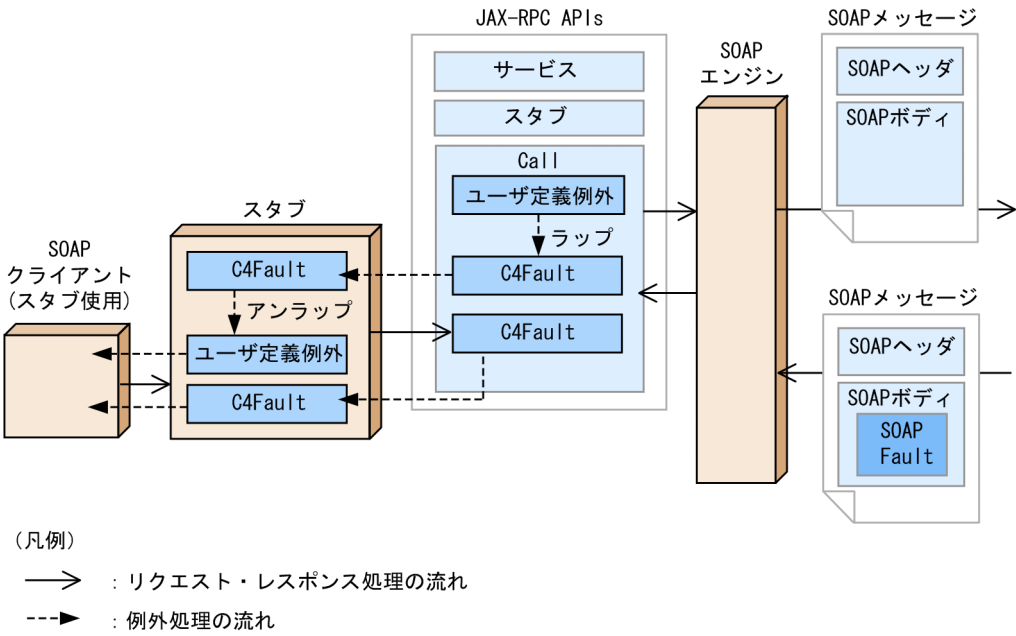 JAX-RPC APIs
サービス
スタブ
Call
ユーザ定義例外
ラップ
C4Fault
C4Fault
SOAP
エンジン
SOAPメッセージ
SOAPヘッダ
SOAPボディ
スタブ
C4Fault
アンラップ
ユーザ定義例外
C4Fault
SOAP
クライアント
(スタブ使用)
SOAPメッセージ
SOAPヘッダ
SOAPボディ
SOAP
Fault
(凡例)
：リクエスト・レスポンス処理の流れ
：例外処理の流れ